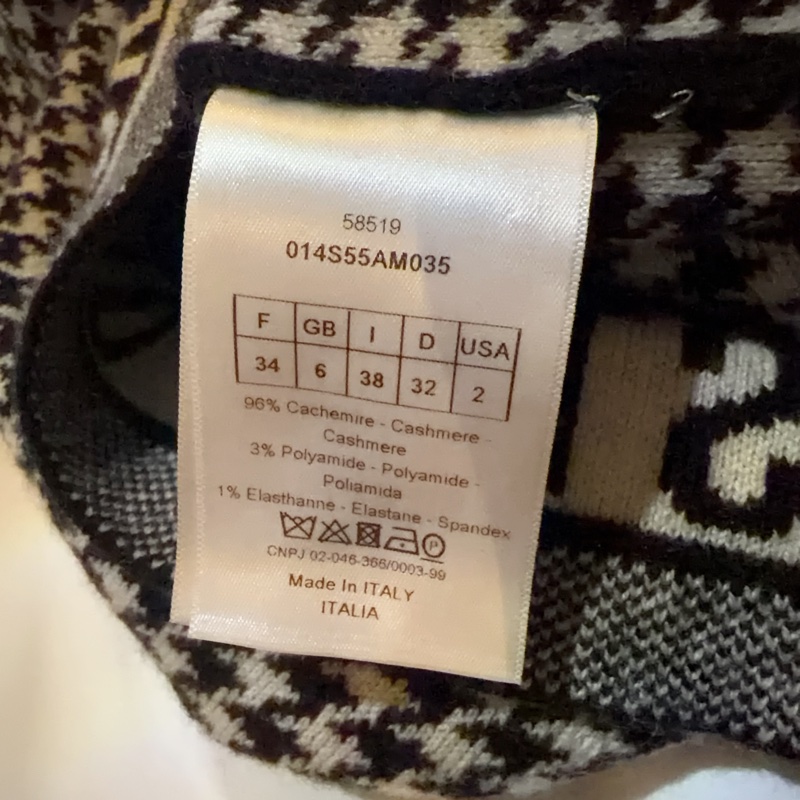 58519
014S55AM035
F GB I D USA
34 6 38 32 2
96% Cachemire - Cashmere -
Cashmere
3% Polyamide - Polyamide -
Poliamida
1% Elasthanne - Elastane - Spandex
P
CNPJ 02-046-366/0003-99
Made In ITALY
ITALIA